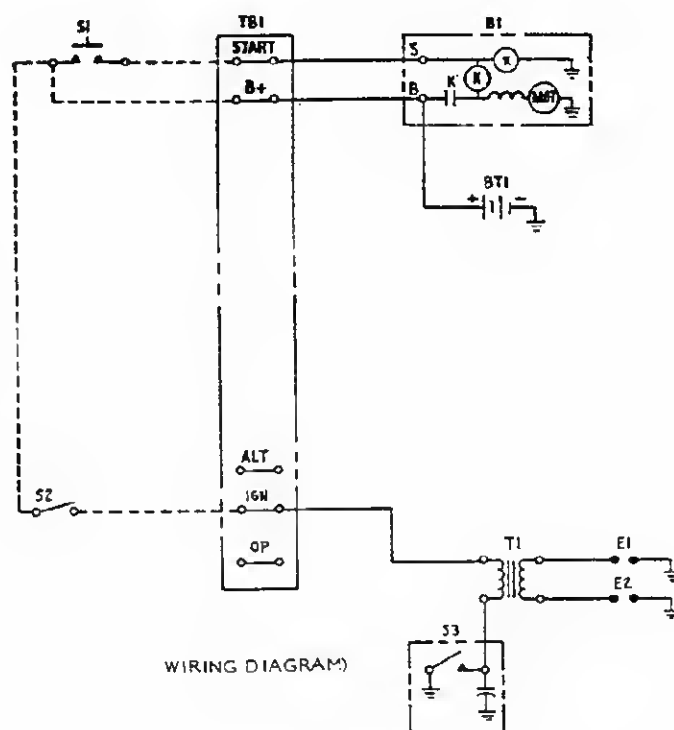 S1
TB1
B1
START
S
K
K
B+
B
K
BT1
+
-
ALT
S2
IGN
OP
T1
E1
E2
S3
WIRING DIAGRAM)